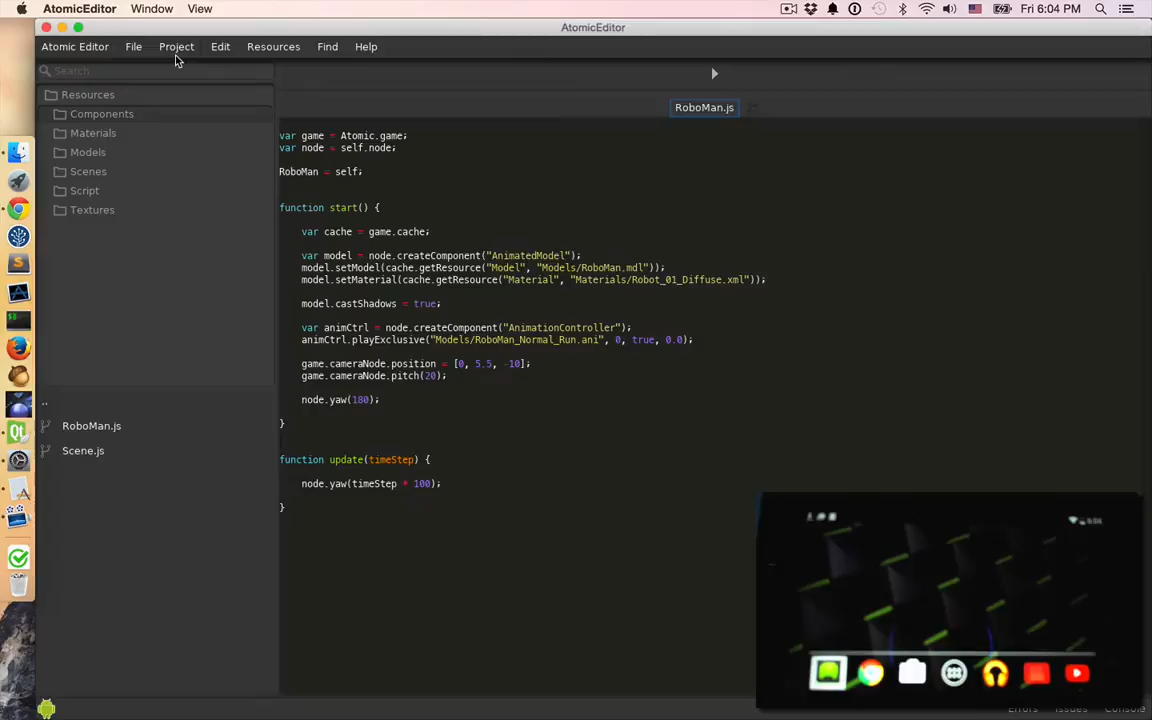 AtomicEditor Window View Fri 6:04 PM
AtomicEditor
Atomic Editor File Project Edit Resources Find Help
Search
Resources
Components
Materials
Models
Scenes
Script
Textures
..
RoboMan.js
Scene.js
RoboMan.js
var game = Atomic.game;
var node = self.node;
RoboMan = self;
function start() {
var cache = game.cache;
var model = node.createComponent("AnimatedModel");
model.setModel(cache.getResource("Model", "Models/RoboMan.mdl"));
model.setMaterial(cache.getResource("Material", "Materials/Robot_01_Diffuse.xml"));
model.castShadows = true;
var animCtrl = node.createComponent("AnimationController");
animCtrl.playExclusive("Models/RoboMan_Normal_Run.ani", 0, true, 0.0);
game.cameraNode.position = [0, 5.5, -10];
game.cameraNode.pitch(20);
node.yaw(180);
}
function update(timeStep) {
node.yaw(timeStep * 100);
}
Errors Issues Console